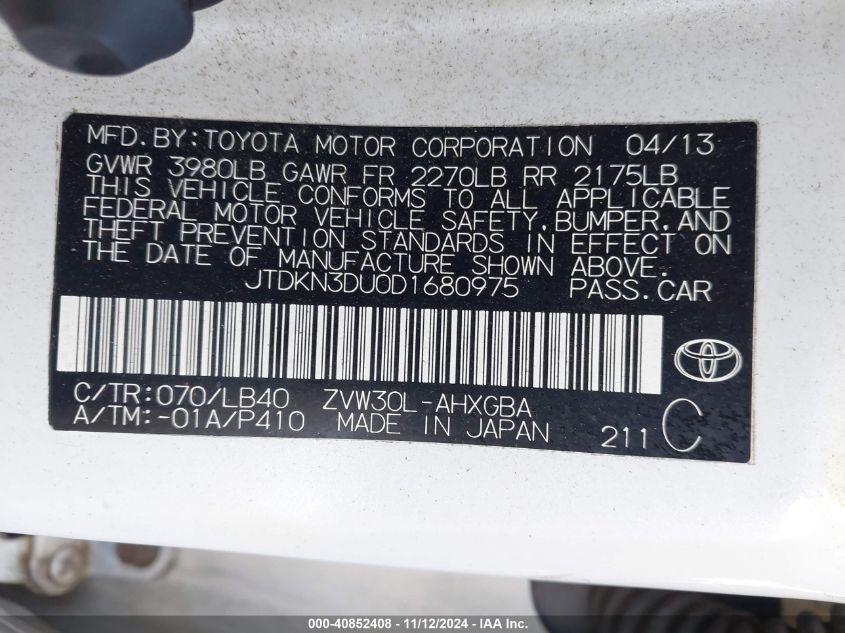 MFD.BY:TOYOTA MOTOR CORPORATION 04/13
GVWR 3980LB GAWR FR 2270LB RR 2175LB
THIS VEHICLE CONFORMS TO ALL APPLICABLE
FEDERAL MOTOR VEHICLE SAFETY,BUMPER,AND
THEFT PREVENTION STANDARDS IN EFFECT ON
THE DATE OF MANUFACTURE SHOWN ABOVE.
JTDKN3DU0D1680975 PASS.CAR
C/TR:070/LB40 ZVW30L-AHXGBA
A/TM:-01A/P410 MADE IN JAPAN 211 C
000-40852408 - 11/12/2024 - IAA Inc.